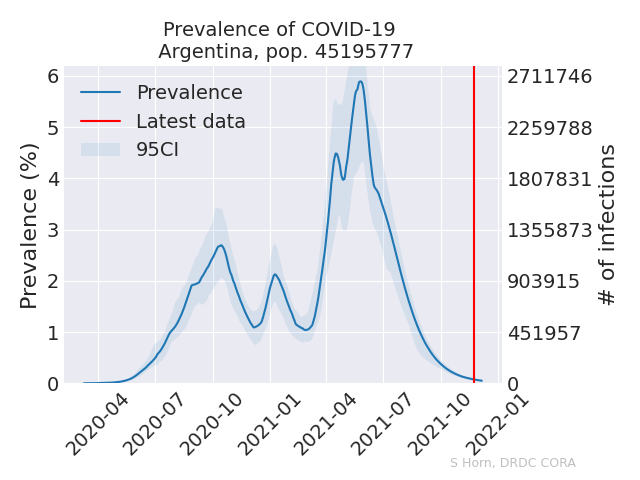 Prevalence of COVID-19
Argentina, pop. 45195777
Prevalence
Latest data
95CI
Prevalence (%)
6
5
4
3
2
1
0
2711746
2259788
1807831
1355873
903915
451957
0
# of infections
2020-04
2020-07
2020-10
2021-01
2021-04
2021-07
2021-10
2022-01
S Horn, DRDC CORA